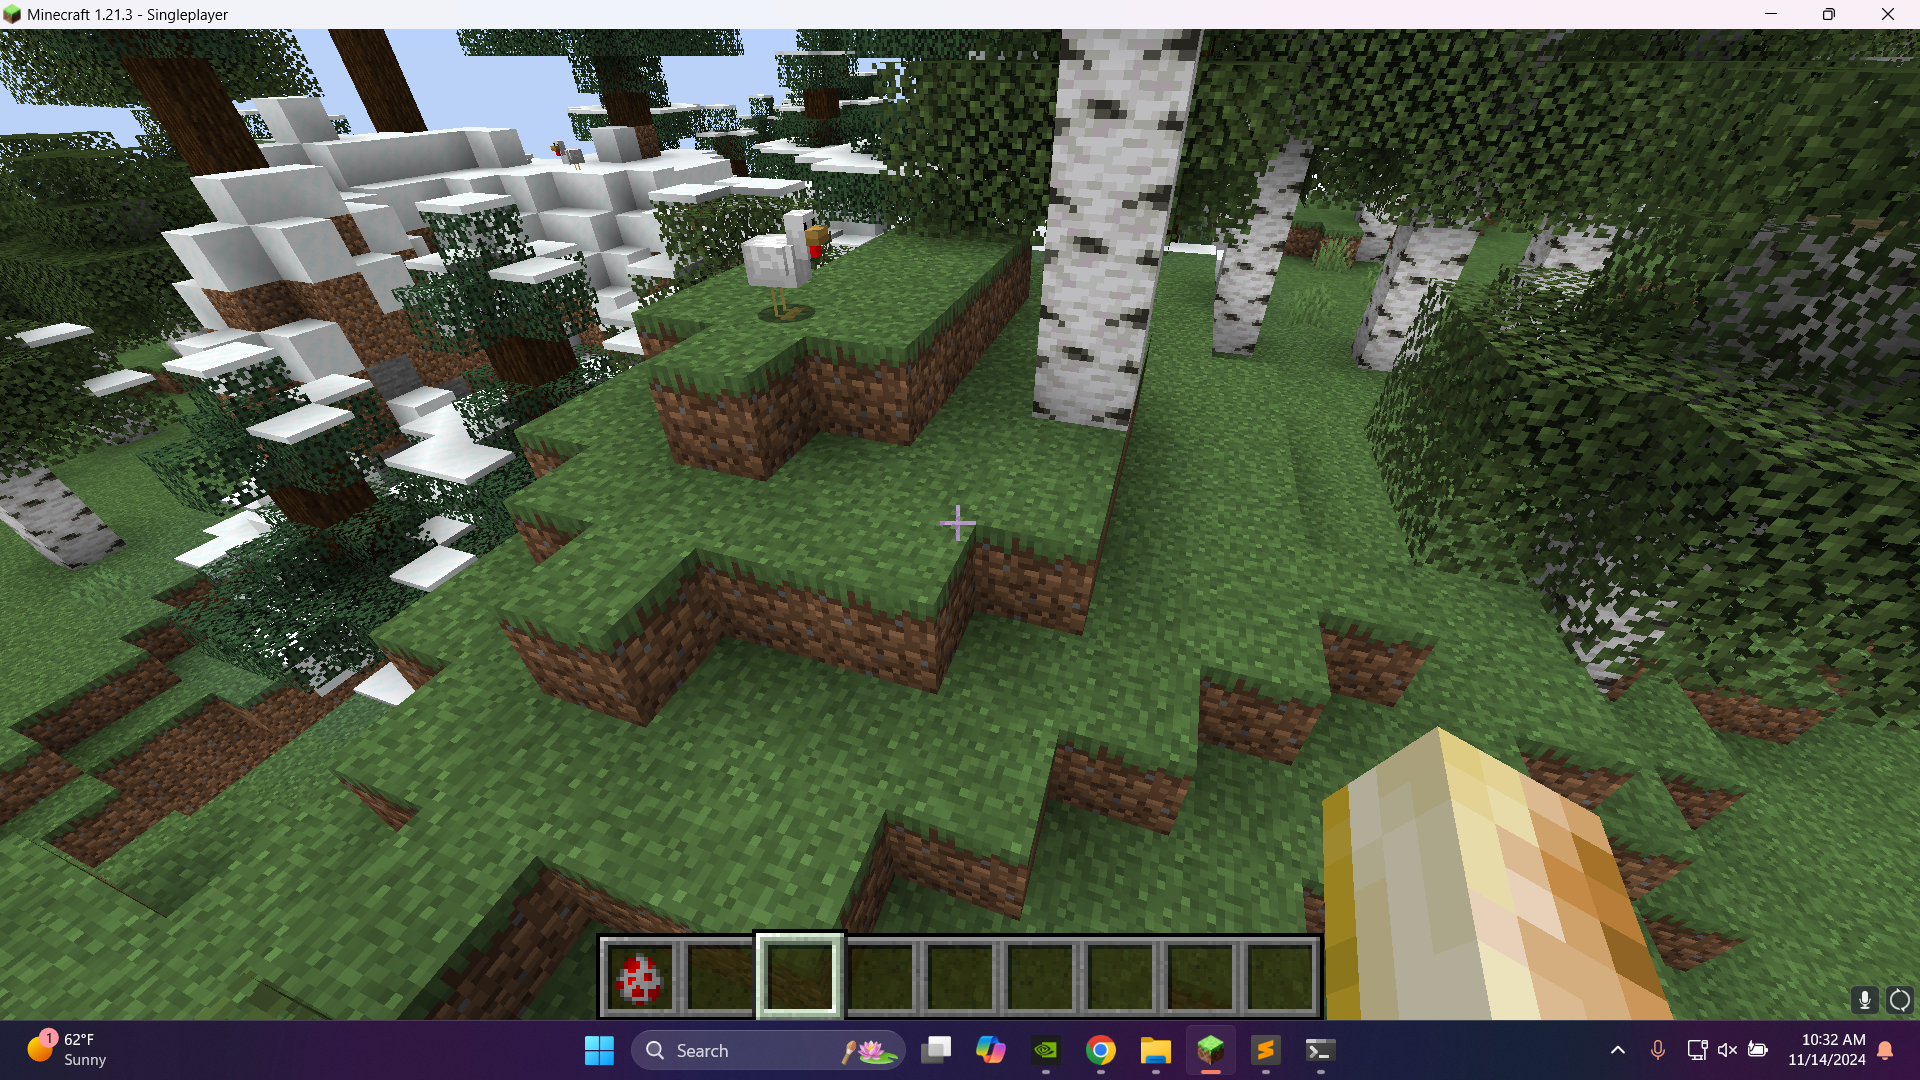 Minecraft 1.21.3 - Singleplayer
1
62°F
Sunny
Search
10:32 AM
11/14/2024